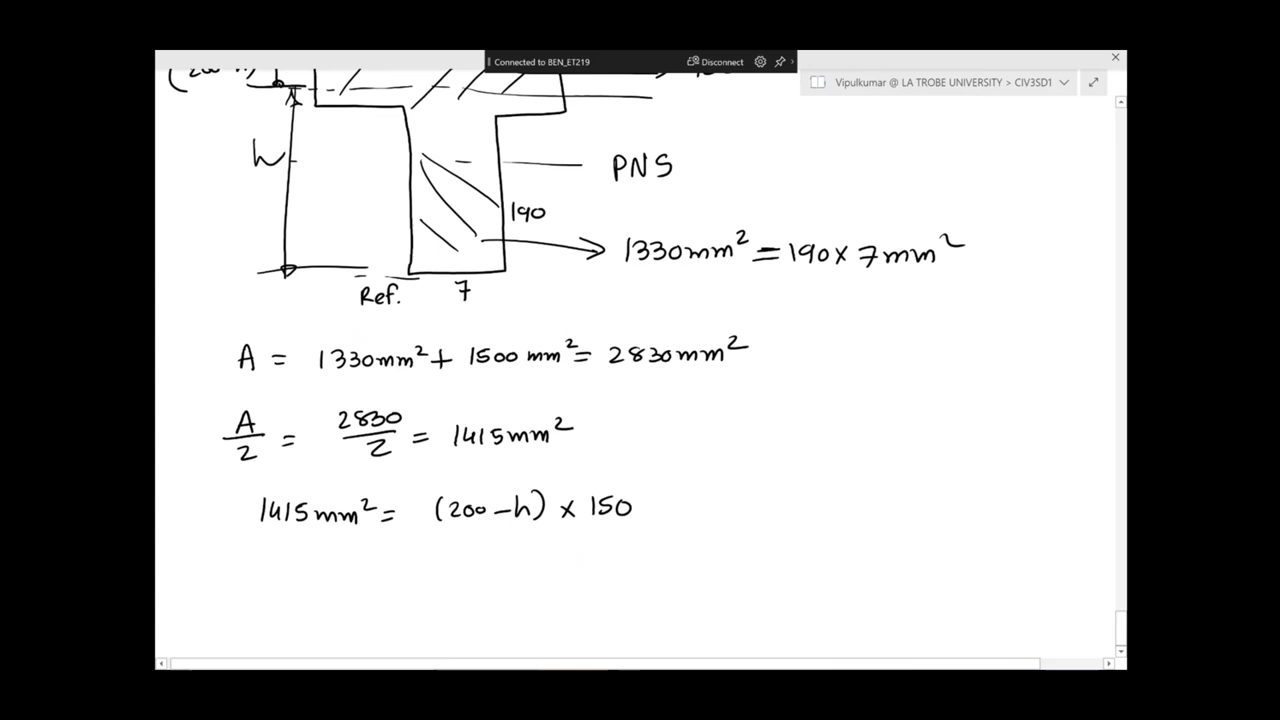 Connected to BEN_ET219
Disconnect
Vipulkumar @ LA TROBE UNIVERSITY > CIV3SD1
h
PNS
190
1330mm² = 190 x 7mm²
Ref.
7
A = 1330mm² + 1500 mm² = 2830mm²
A/2 = 2830/2 = 1415mm²
1415mm² = (200 - h) x 150